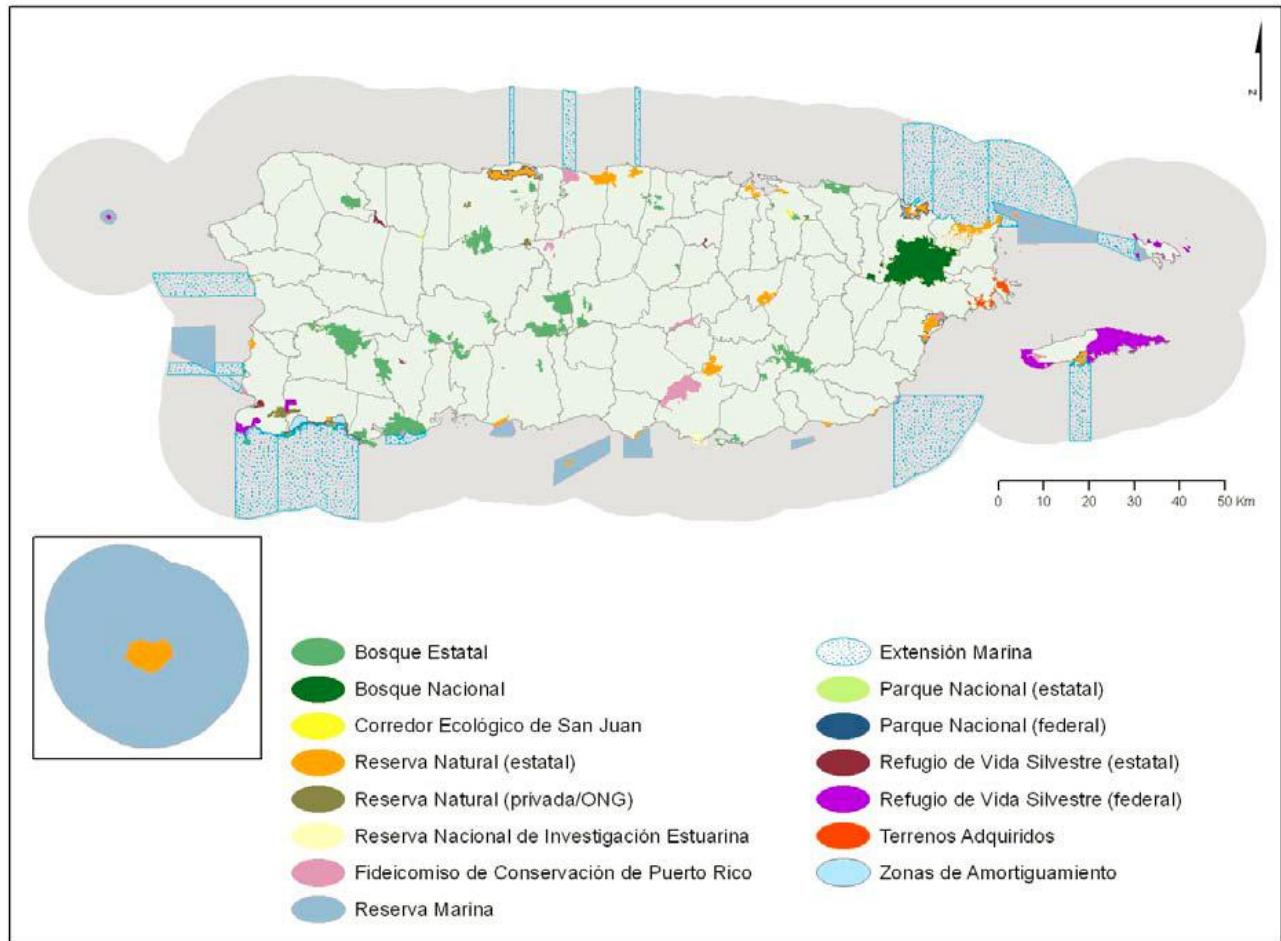 N
0 10 20 30 40 50 Km
Bosque Estatal
Bosque Nacional
Corredor Ecológico de San Juan
Reserva Natural (estatal)
Reserva Natural (privada/ONG)
Reserva Nacional de Investigación Estuarina
Fideicomiso de Conservación de Puerto Rico
Reserva Marina
Extensión Marina
Parque Nacional (estatal)
Parque Nacional (federal)
Refugio de Vida Silvestre (estatal)
Refugio de Vida Silvestre (federal)
Terrenos Adquiridos
Zonas de Amortiguamiento